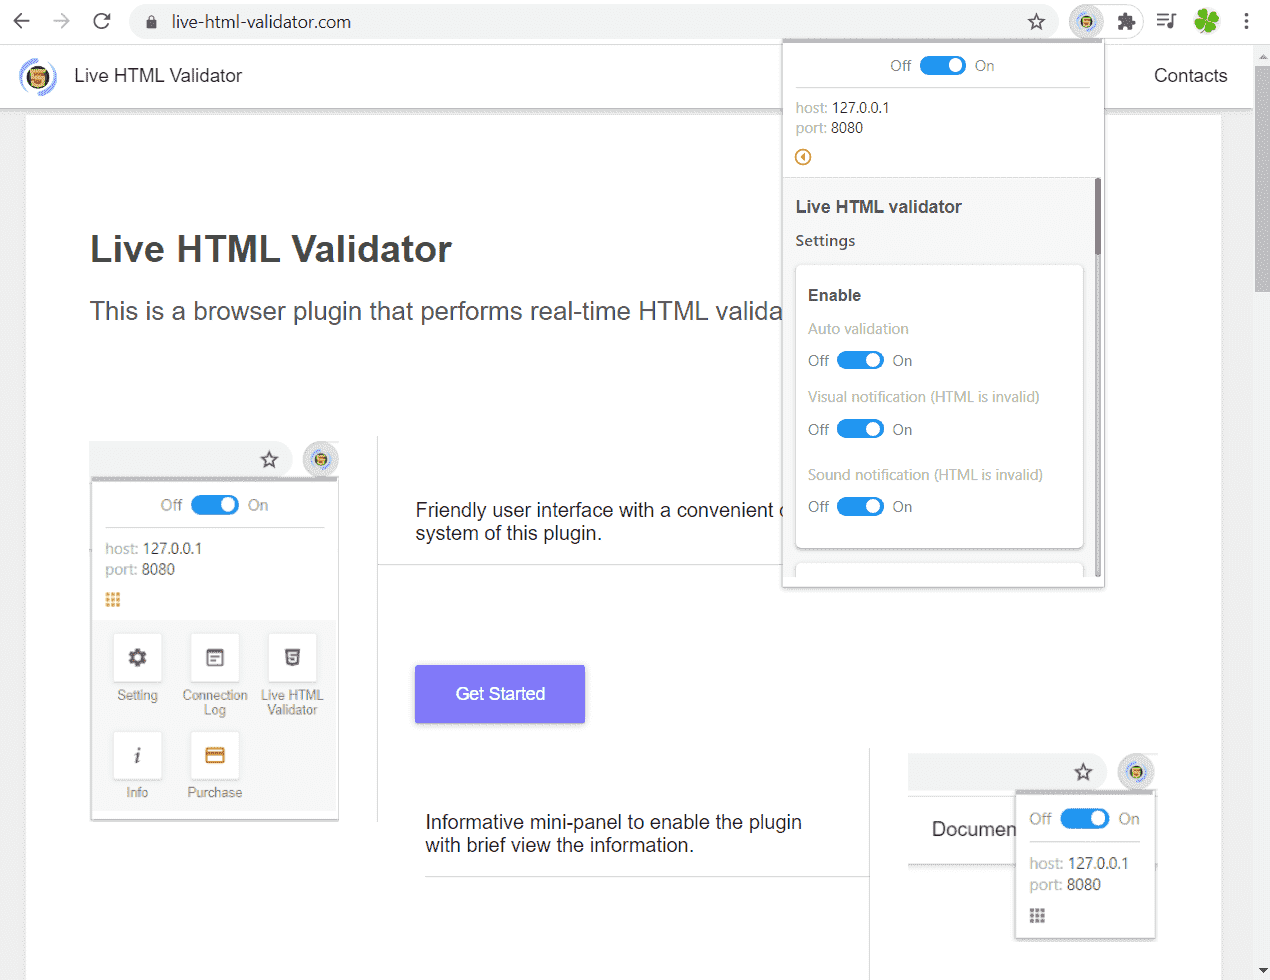 live-html-validator.com
Live HTML Validator
Contacts
Off On
host: 127.0.0.1
port: 8080
Live HTML validator
Settings
Enable
Auto validation
Off On
Visual notification (HTML is invalid)
Off On
Sound notification (HTML is invalid)
Off On
Live HTML Validator
This is a browser plugin that performs real-time HTML valida
Off On
host: 127.0.0.1
port: 8080
Setting
Connection Log
Live HTML Validator
Info
Purchase
Friendly user interface with a convenient
system of this plugin.
Get Started
Informative mini-panel to enable the plugin
with brief view the information.
Documen
Off On
host: 127.0.0.1
port: 8080